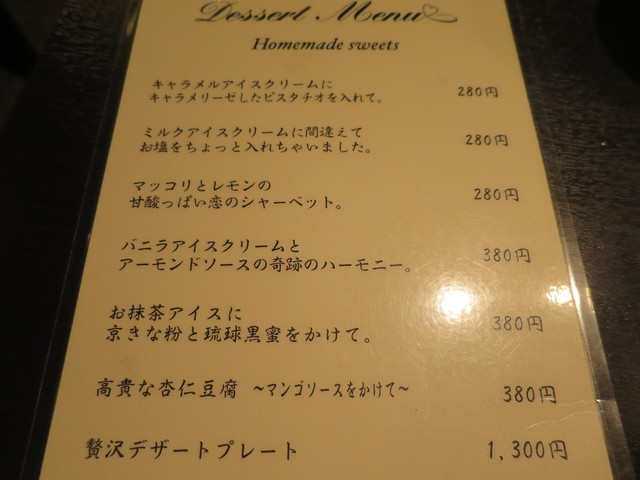 Dessert Menu
Homemade sweets
キャラメルアイスクリームに
キャラメリーゼしたピスタチオを入れて。 280円
ミルクアイスクリームに間違えて
お塩をちょっと入れちゃいました。 280円
マッコリとレモンの
甘酸っぱい恋のシャーベット。 280円
バニラアイスクリームと
アーモンドソースの奇跡のハーモニー。 380円
お抹茶アイスに
京きな粉と琉球黒蜜をかけて。 380円
高貴な杏仁豆腐 ~マンゴソースをかけて~ 380円
贅沢デザートプレート 1,300円